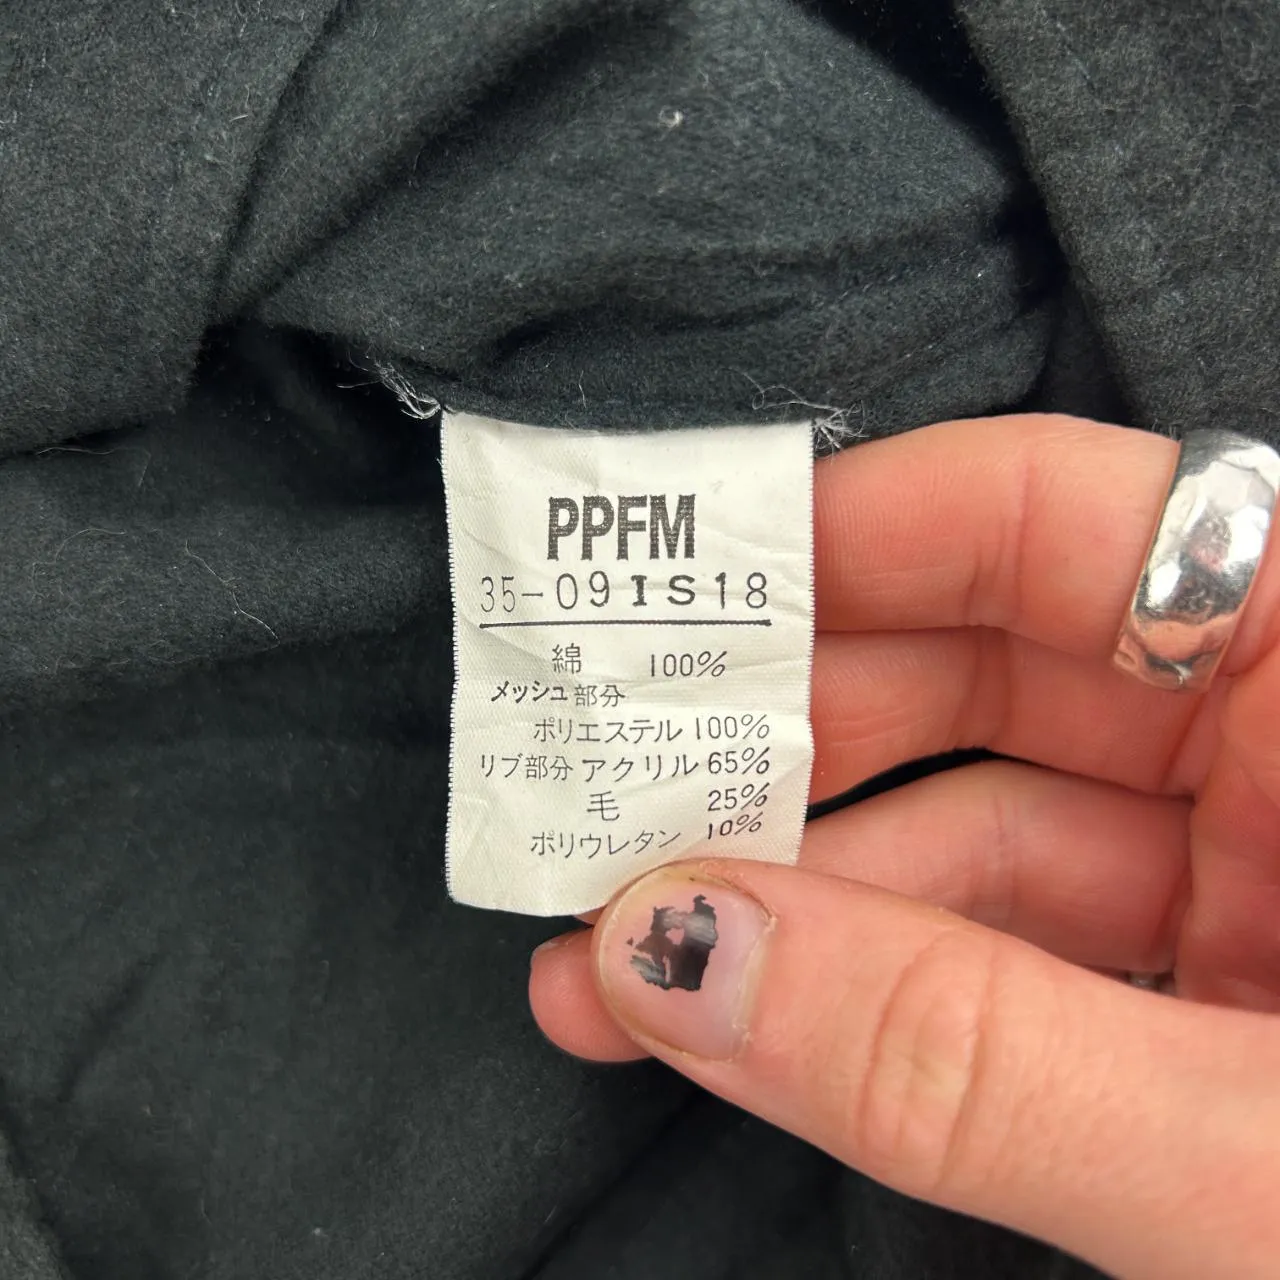 PPFM
35-09IS18
綿 100%
メッシュ部分
ポリエステル 100%
リブ部分 アクリル 65%
毛 25%
ポリウレタン 10%